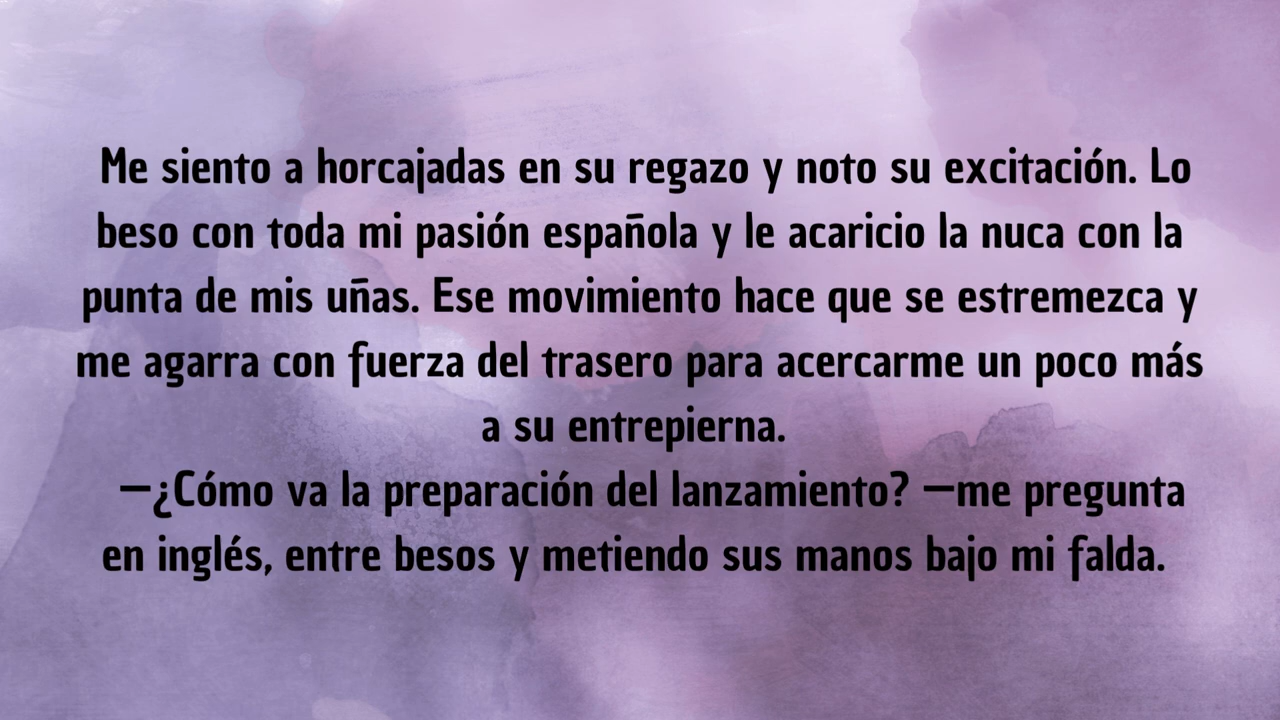 Me siento a horcajadas en su regazo y noto su excitación. Lo
beso con toda mi pasión española y le acaricio la nuca con la
punta de mis uñas. Ese movimiento hace que se estremezca y
me agarra con fuerza del trasero para acercarme un poco más
a su entrepierna.
—¿Cómo va la preparación del lanzamiento? —me pregunta
en inglés, entre besos y metiendo sus manos bajo mi falda.